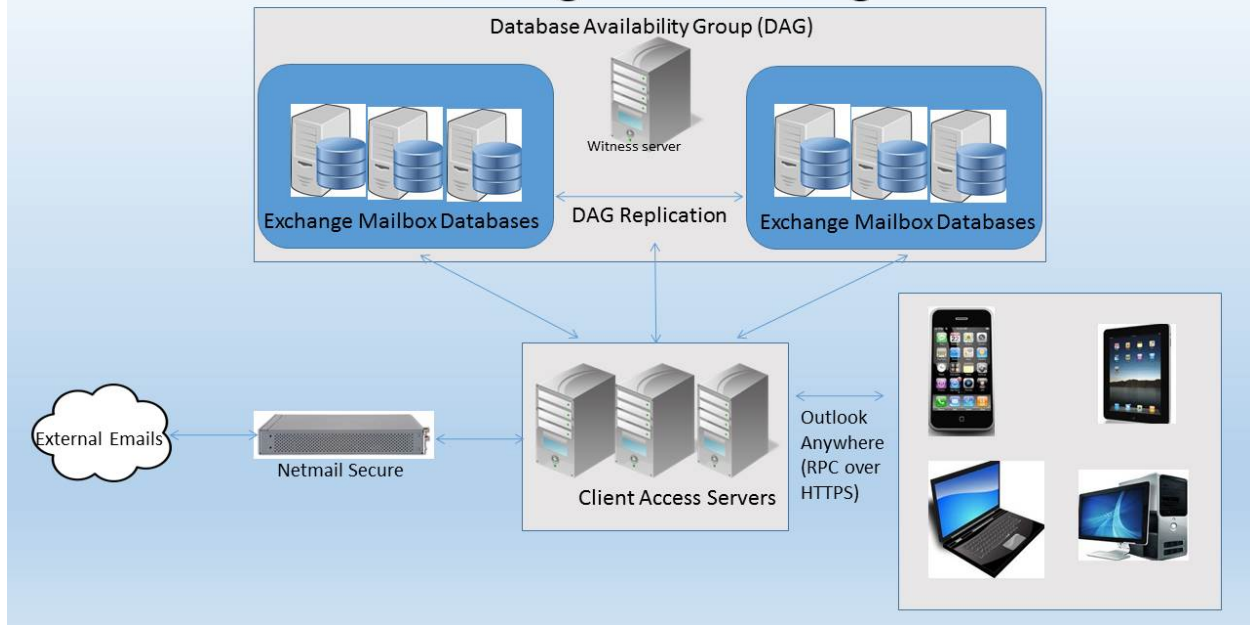 Database Availability Group (DAG)
Witness server
Exchange Mailbox Databases
DAG Replication
Exchange Mailbox Databases
External Emails
Netmail Secure
Client Access Servers
Outlook
Anywhere
(RPC over
HTTPS)